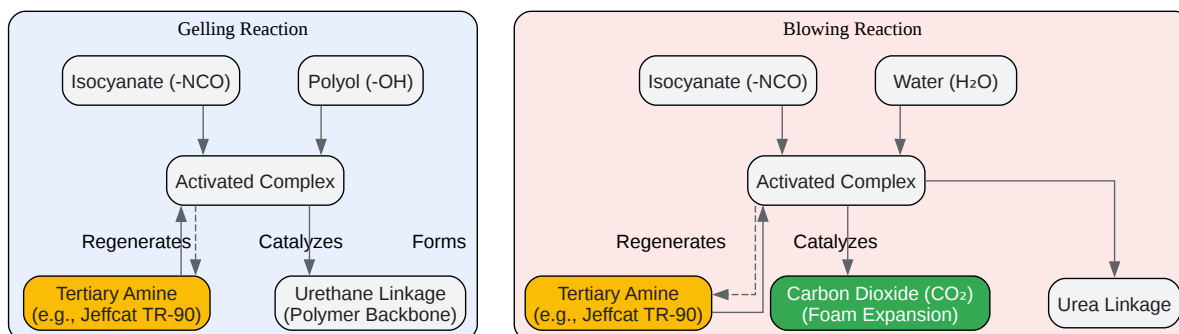 Gelling Reaction
Isocyanate (-NCO)
Polyol (-OH)
Activated Complex
Regenerates
Catalyzes
Forms
Tertiary Amine
(e.g., Jeffcat TR-90)
Urethane Linkage
(Polymer Backbone)
Blowing Reaction
Isocyanate (-NCO)
Water (H₂O)
Activated Complex
Regenerates
Catalyzes
Tertiary Amine
(e.g., Jeffcat TR-90)
Carbon Dioxide (CO₂)
(Foam Expansion)
Urea Linkage